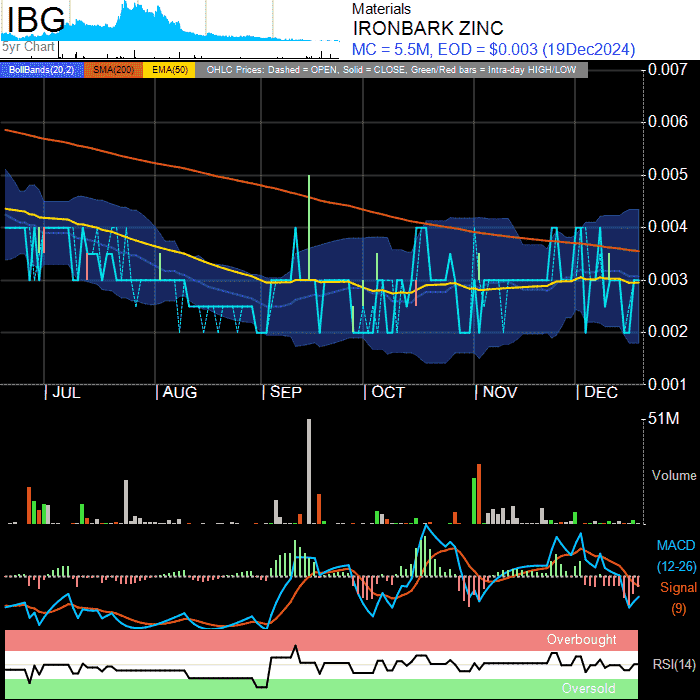 IBG
5yr Chart
Materials
IRONBARK ZINC
MC = 5.5M, EOD = $0.003 (19Dec2024)
BollBands(20,2) SMA(200) EMA(50) OHLC Prices: Dashed = OPEN, Solid = CLOSE, Green/Red bars = Intra-day HIGH/LOW
0.007
0.006
0.005
0.004
0.003
0.002
0.001
| JUL | AUG | SEP | OCT | NOV | DEC
51M
Volume
MACD
(12-26)
Signal
(9)
Overbought
RSI(14)
Oversold